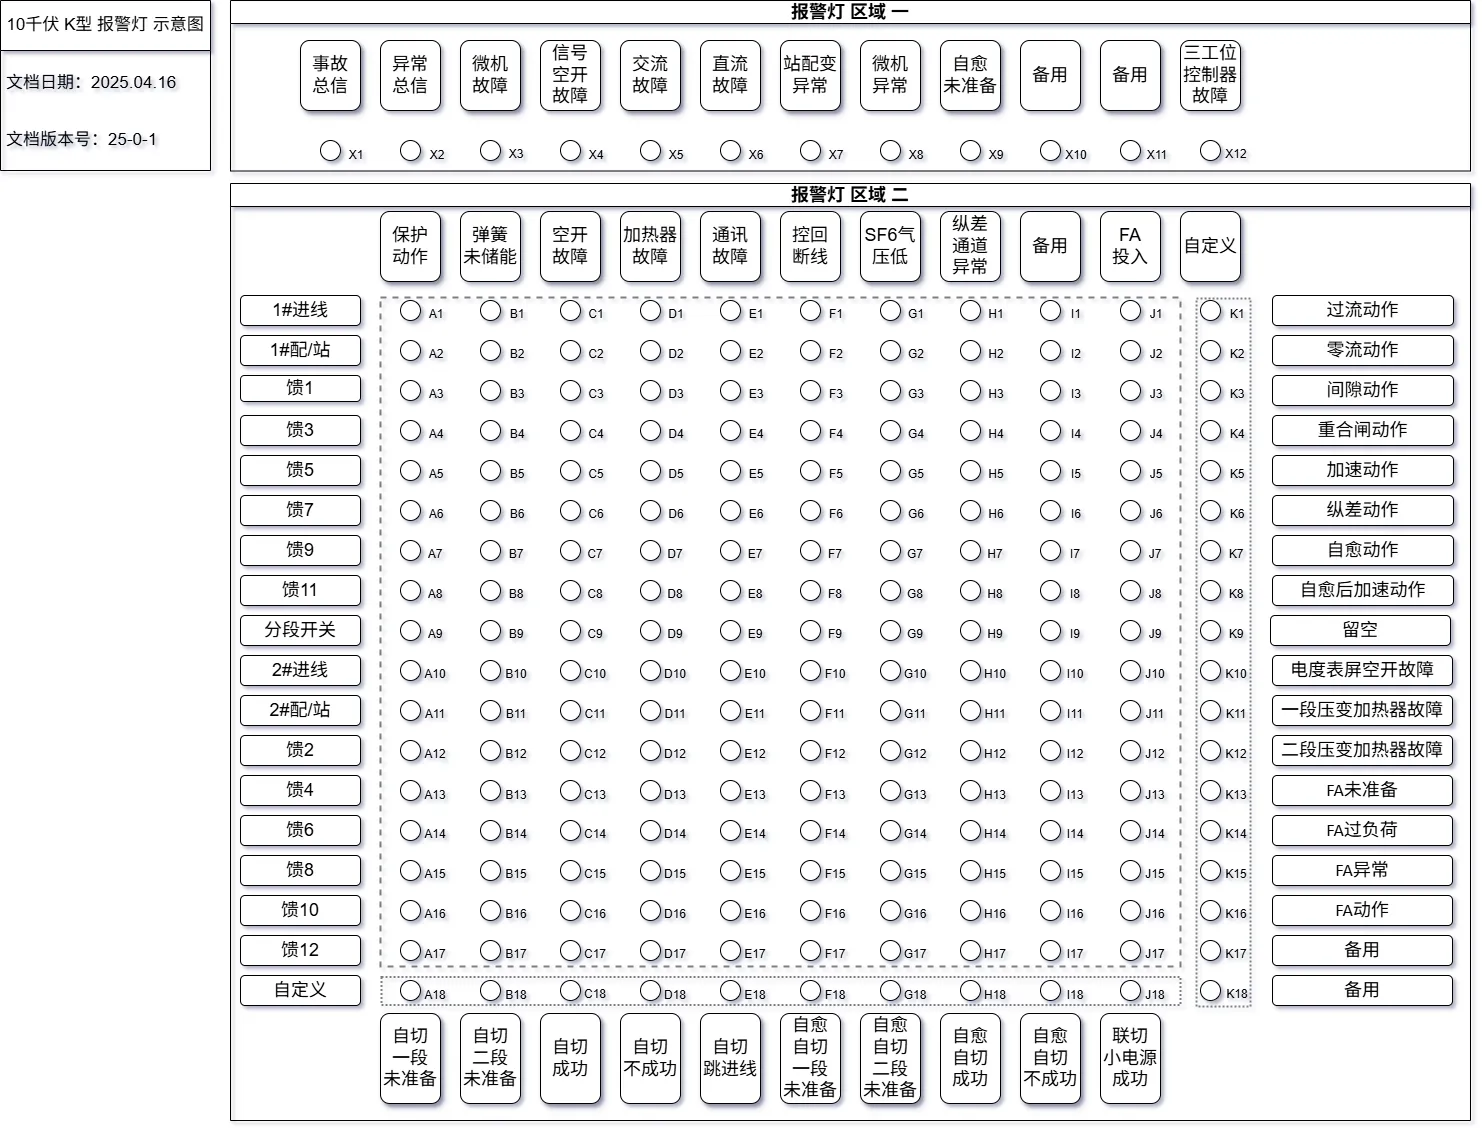 10千伏 K型 报警灯 示意图
文档日期：2025.04.16
文档版本号：25-0-1
报警灯 区域 一
事故
总信
异常
总信
微机
故障
信号
空开
故障
交流
故障
直流
故障
站配变
异常
微机
异常
自愈
未准备
备用
备用
三工位
控制器
故障
X1 X2 X3 X4 X5 X6 X7 X8 X9 X10 X11 X12
报警灯 区域 二
保护
动作
弹簧
未储能
空开
故障
加热器
故障
通讯
故障
控回
断线
SF6气
压低
纵差
通道
异常
备用
FA
投入
自定义
1#进线 A1 B1 C1 D1 E1 F1 G1 H1 I1 J1 K1 过流动作
1#配/站 A2 B2 C2 D2 E2 F2 G2 H2 I2 J2 K2 零流动作
馈1 A3 B3 C3 D3 E3 F3 G3 H3 I3 J3 K3 间隙动作
馈3 A4 B4 C4 D4 E4 F4 G4 H4 I4 J4 K4 重合闸动作
馈5 A5 B5 C5 D5 E5 F5 G5 H5 I5 J5 K5 加速动作
馈7 A6 B6 C6 D6 E6 F6 G6 H6 I6 J6 K6 纵差动作
馈9 A7 B7 C7 D7 E7 F7 G7 H7 I7 J7 K7 自愈动作
馈11 A8 B8 C8 D8 E8 F8 G8 H8 I8 J8 K8 自愈后加速动作
分段开关 A9 B9 C9 D9 E9 F9 G9 H9 I9 J9 K9 留空
2#进线 A10 B10 C10 D10 E10 F10 G10 H10 I10 J10 K10 电度表屏空开故障
2#配/站 A11 B11 C11 D11 E11 F11 G11 H11 I11 J11 K11 一段压变加热器故障
馈2 A12 B12 C12 D12 E12 F12 G12 H12 I12 J12 K12 二段压变加热器故障
馈4 A13 B13 C13 D13 E13 F13 G13 H13 I13 J13 K13 FA未准备
馈6 A14 B14 C14 D14 E14 F14 G14 H14 I14 J14 K14 FA过负荷
馈8 A15 B15 C15 D15 E15 F15 G15 H15 I15 J15 K15 FA异常
馈10 A16 B16 C16 D16 E16 F16 G16 H16 I16 J16 K16 FA动作
馈12 A17 B17 C17 D17 E17 F17 G17 H17 I17 J17 K17 备用
自定义 A18 B18 C18 D18 E18 F18 G18 H18 I18 J18 K18 备用
自切
一段
未准备
自切
二段
未准备
自切
成功
自切
不成功
自切
跳进线
自愈
自切
一段
未准备
自愈
自切
二段
未准备
自愈
自切
成功
自愈
自切
不成功
联切
小电源
成功